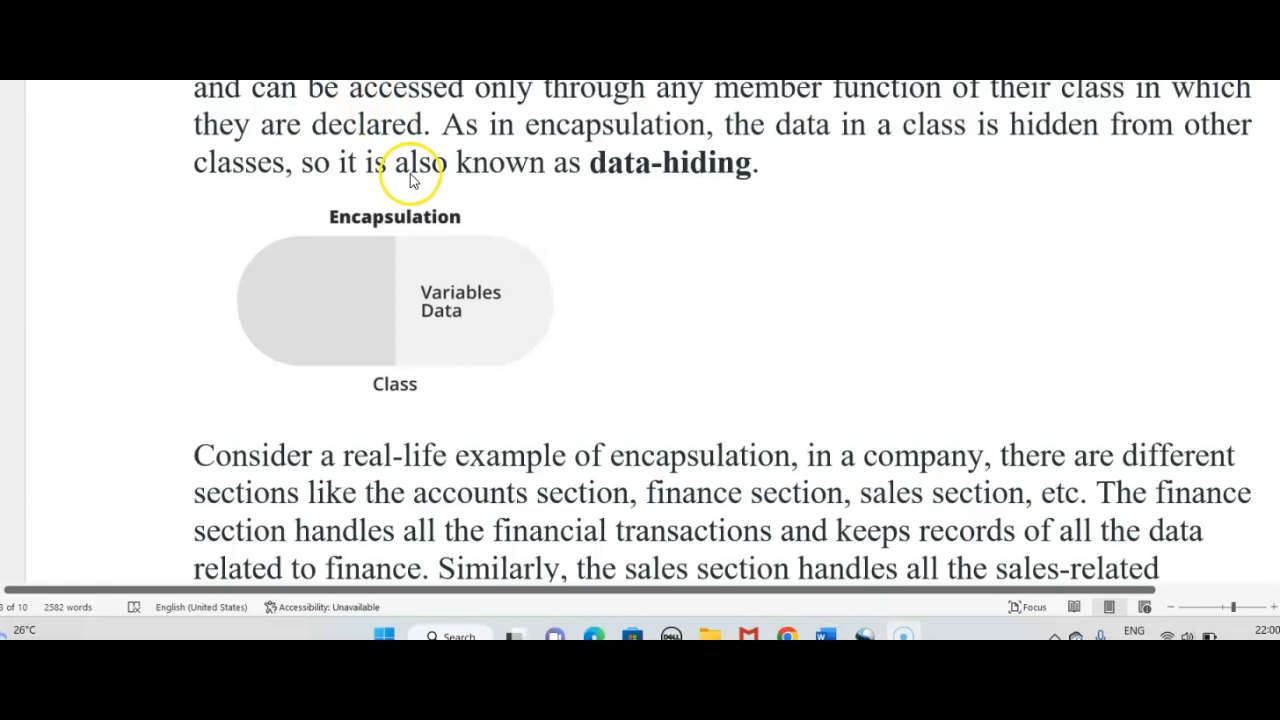 and can be accessed only through any member function of their class in which
they are declared. As in encapsulation, the data in a class is hidden from other
classes, so it is also known as data-hiding.
Encapsulation
Variables
Data
Class
Consider a real-life example of encapsulation, in a company, there are different
sections like the accounts section, finance section, sales section, etc. The finance
section handles all the financial transactions and keeps records of all the data
related to finance. Similarly, the sales section handles all the sales-related
3 of 10 2582 words English (United States) Accessibility: Unavailable Focus
26°C Search DELL W ENG 22:00